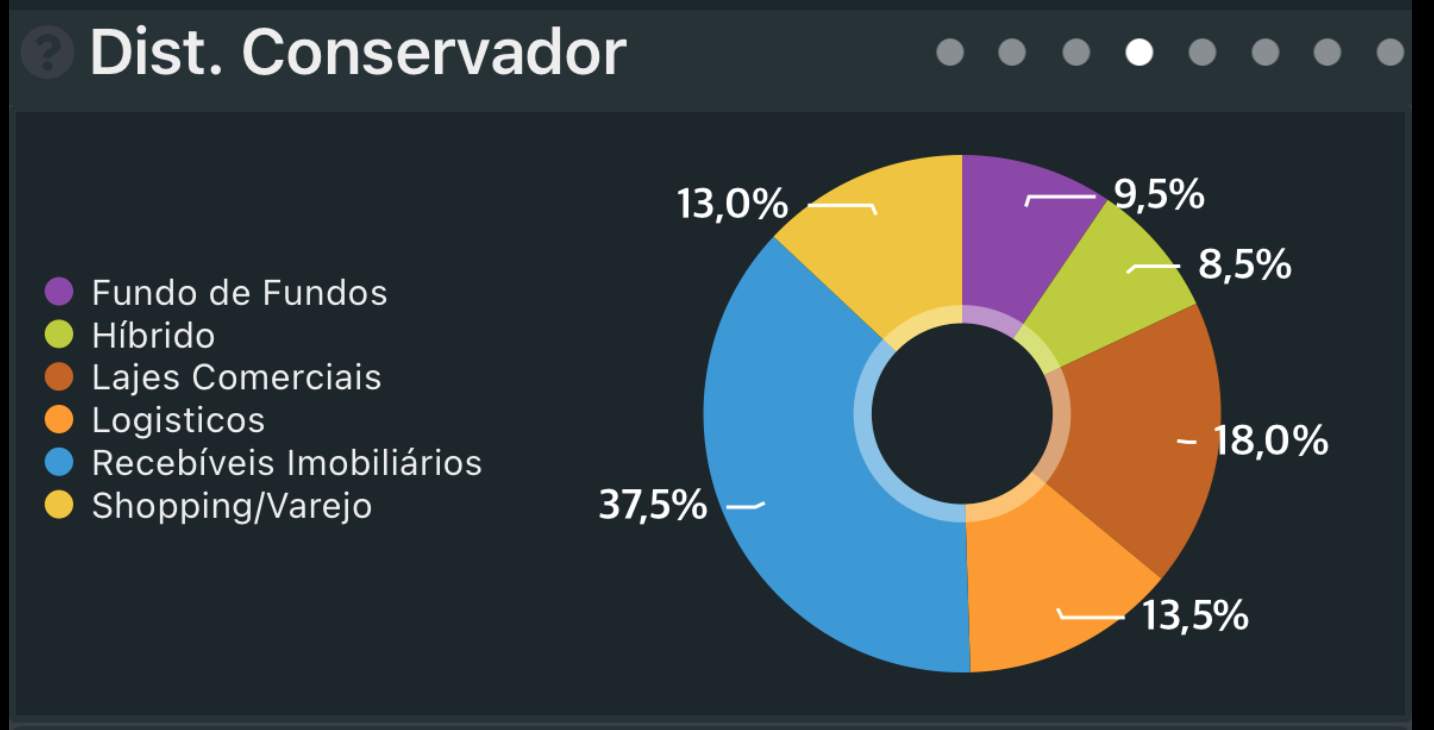 ? Dist. Conservador
Fundo de Fundos
Híbrido
Lajes Comerciais
Logisticos
Recebíveis Imobiliários
Shopping/Varejo
13,0%
9,5%
8,5%
18,0%
37,5%
13,5%